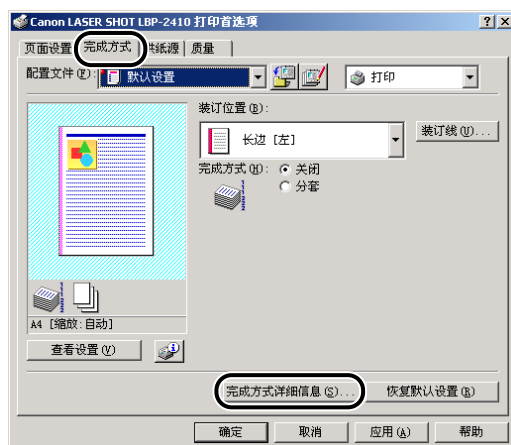 Canon LASER SHOT LBP-2410 打印首选项
页面设置 完成方式 供纸源 质量
配置文件(F): 默认设置 打印
装订位置(B):
长边 [左] 装订线(U)...
完成方式(H): 关闭
分套
A4 [缩放:自动]
查看设置(V)
完成方式详细信息(S)... 恢复默认设置(R)
确定 取消 应用(A) 帮助